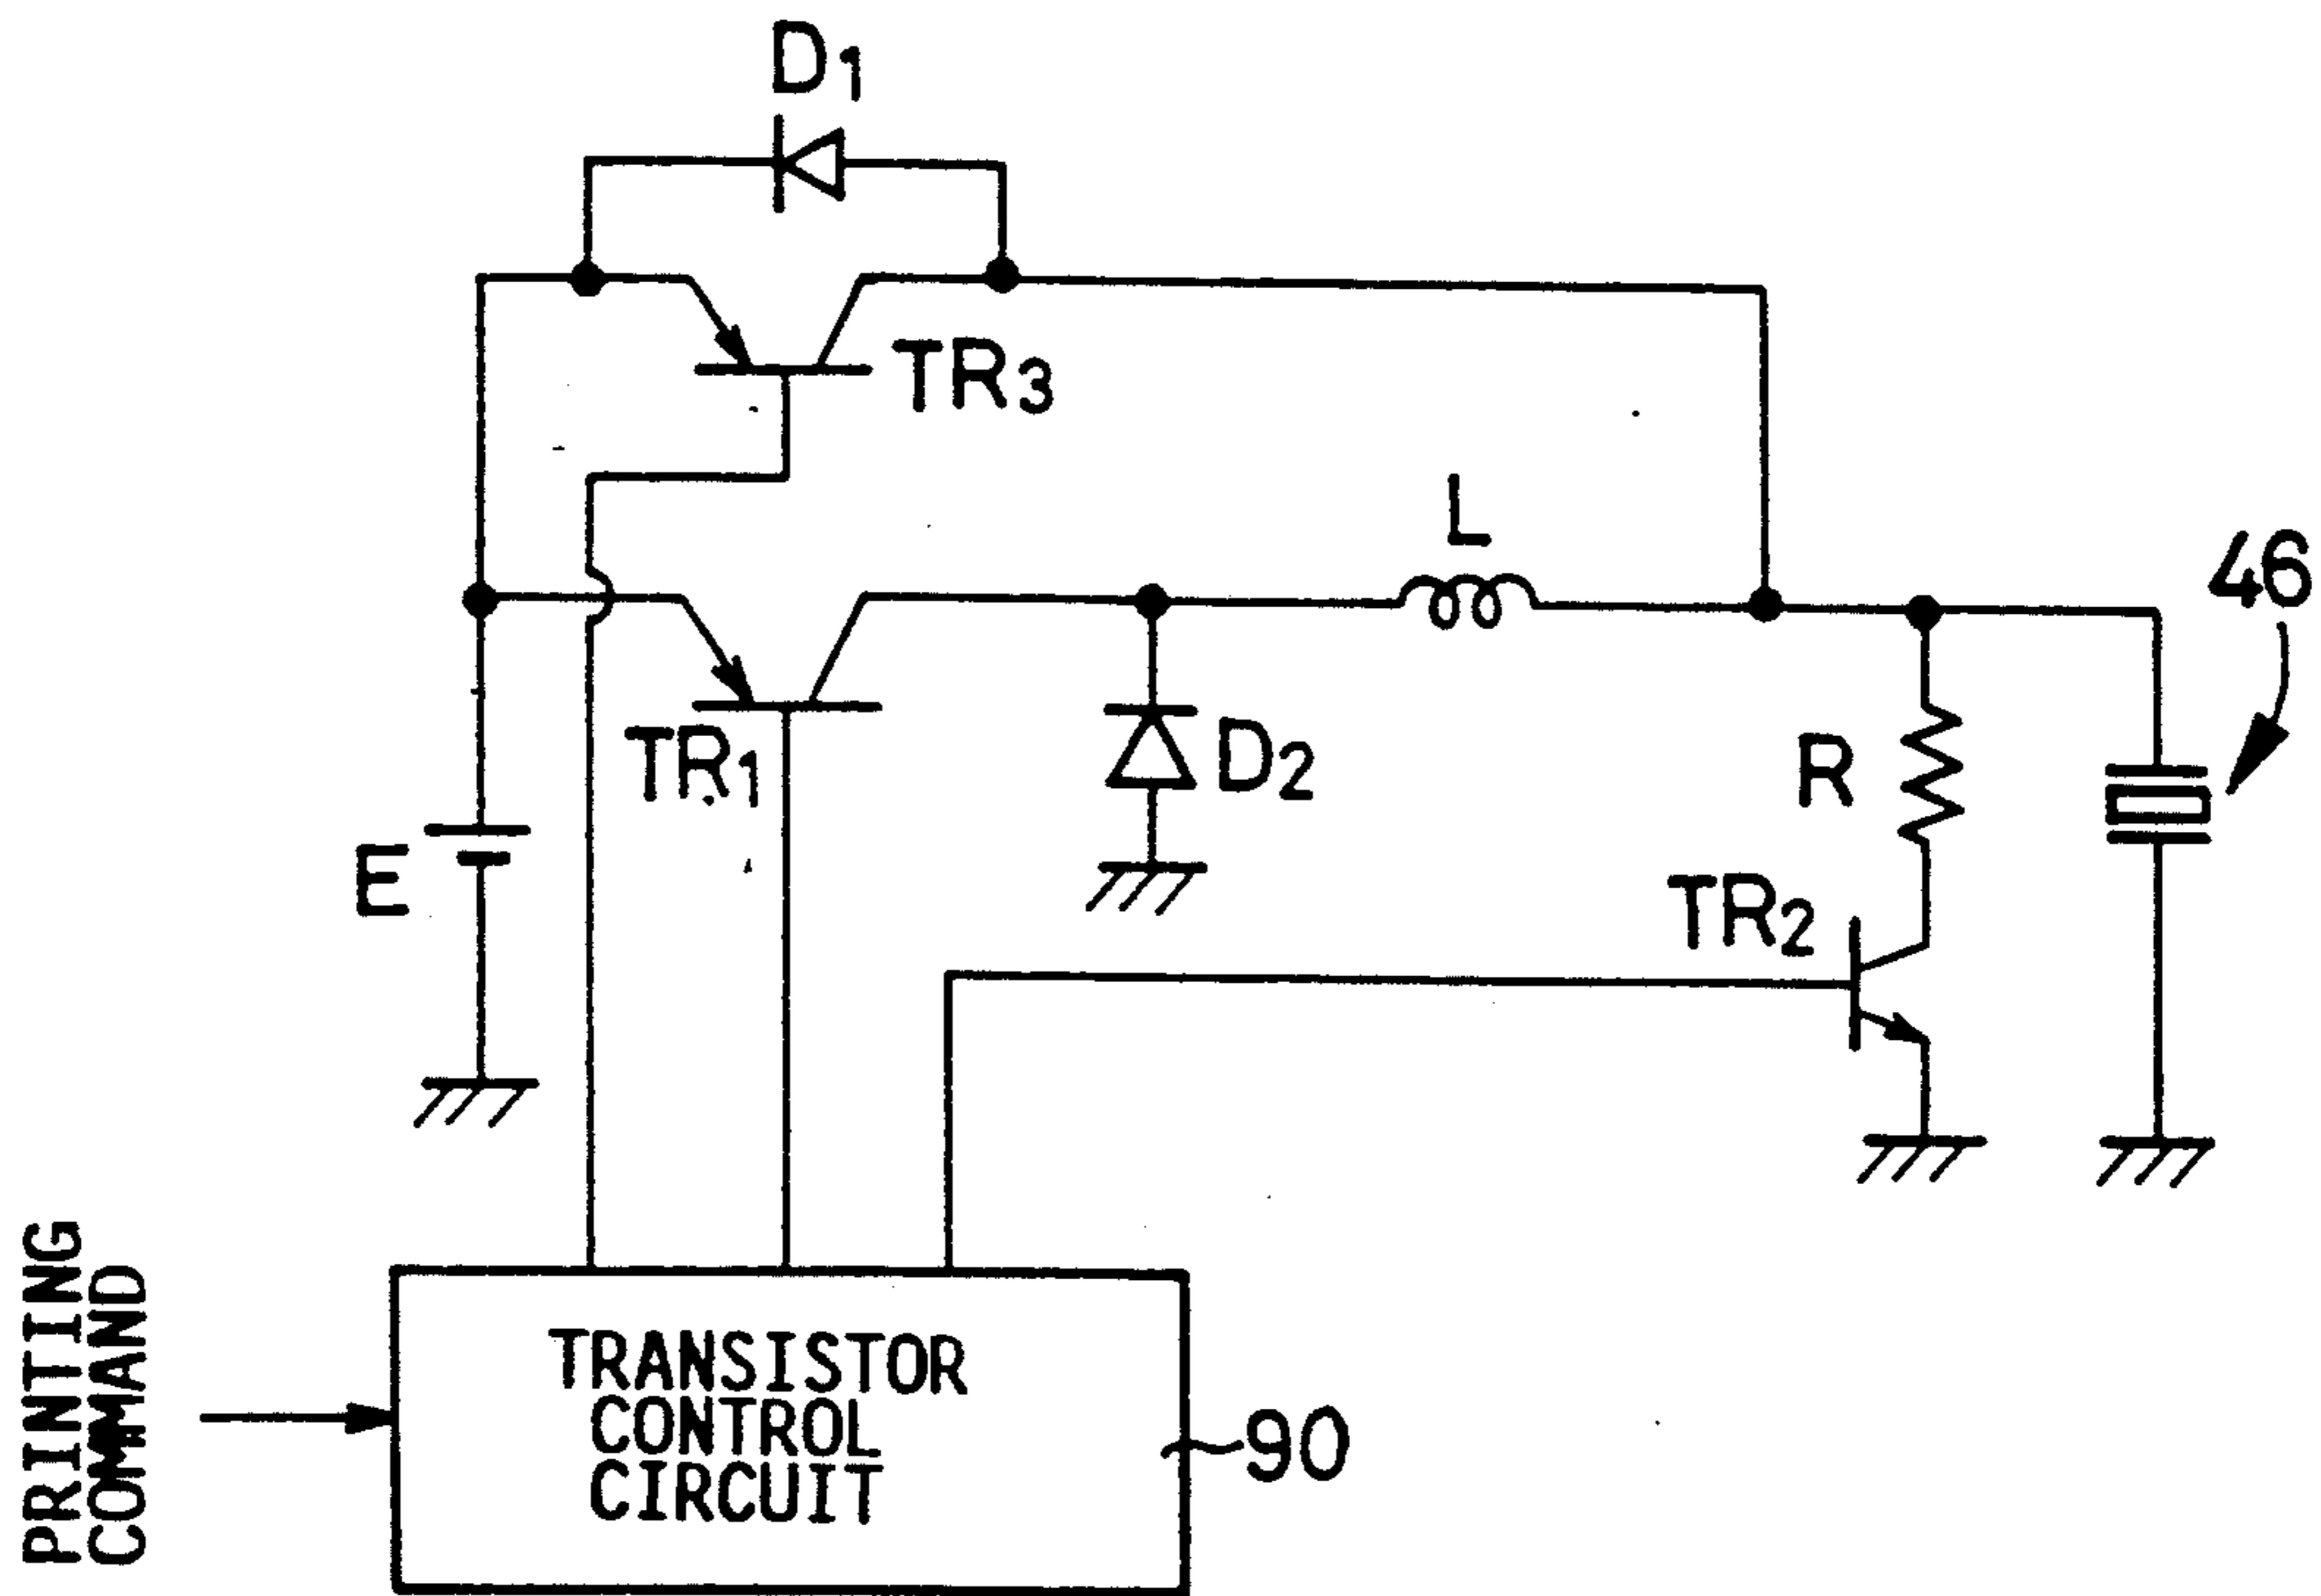 D1
TR3
L
46
TR1
D2
R
E
TR2
PRINTING
COMMAND
TRANSISTOR
CONTROL
CIRCUIT
90